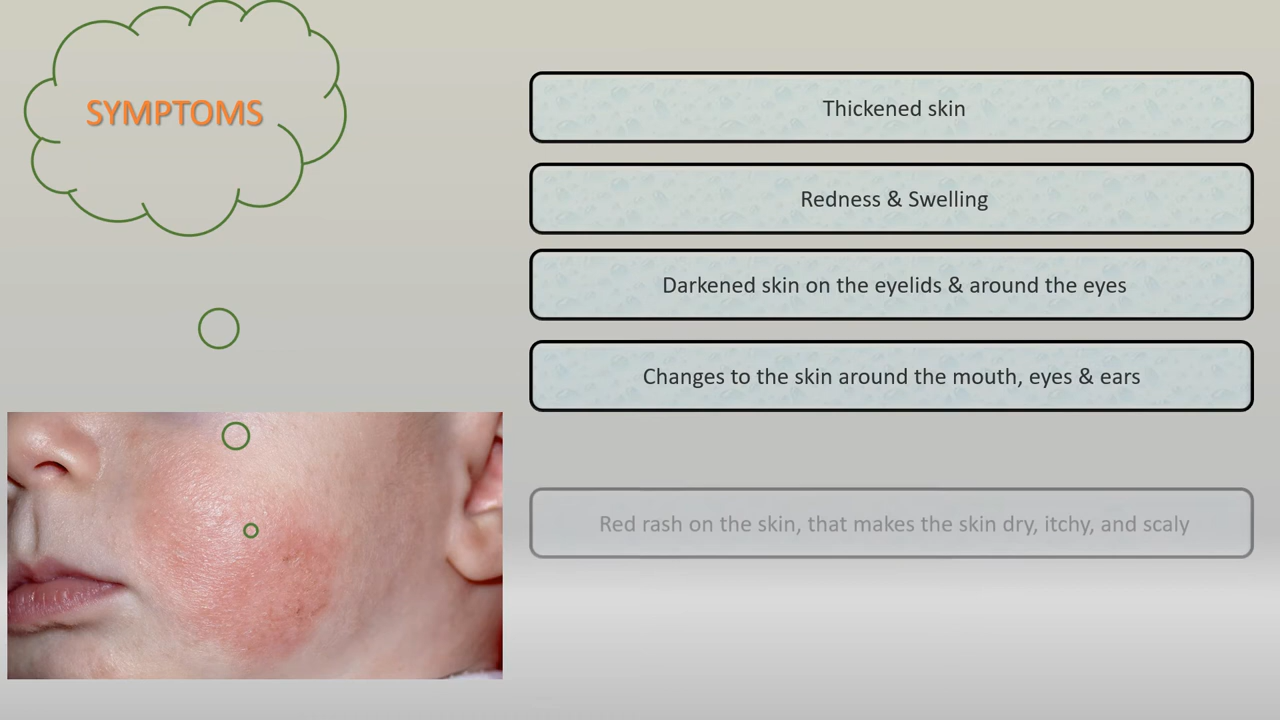 SYMPTOMS
Thickened skin
Redness & Swelling
Darkened skin on the eyelids & around the eyes
Changes to the skin around the mouth, eyes & ears
Red rash on the skin, that makes the skin dry, itchy, and scaly